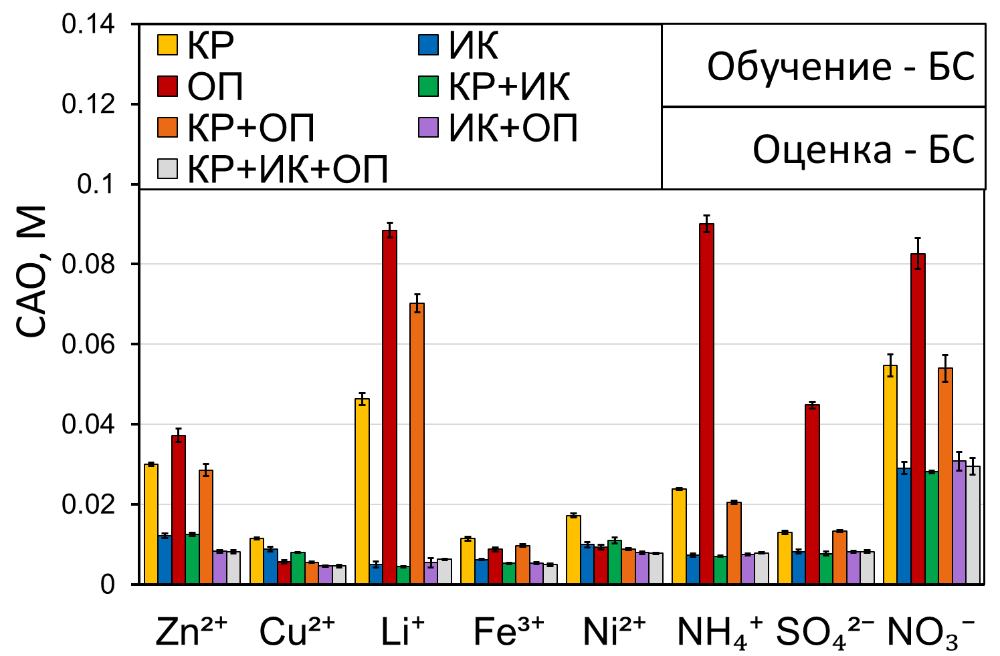 0.14
КР ИК
Обучение - БС
ОП КР+ИК
0.12
КР+ОП ИК+ОП
Оценка - БС
КР+ИК+ОП
0.1
САО, М
0.08
0.06
0.04
0.02
0
Zn²⁺ Cu²⁺ Li⁺ Fe³⁺ Ni²⁺ NH₄⁺ SO₄²⁻ NO₃⁻